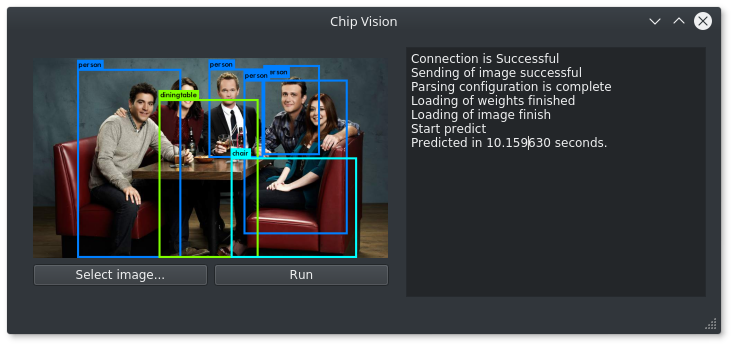 Chip Vision
person
person
person
arson
diningtable
chair
Select image...
Run
Connection is Successful
Sending of image successful
Parsing configuration is complete
Loading of weights finished
Loading of image finish
Start predict
Predicted in 10.159630 seconds.